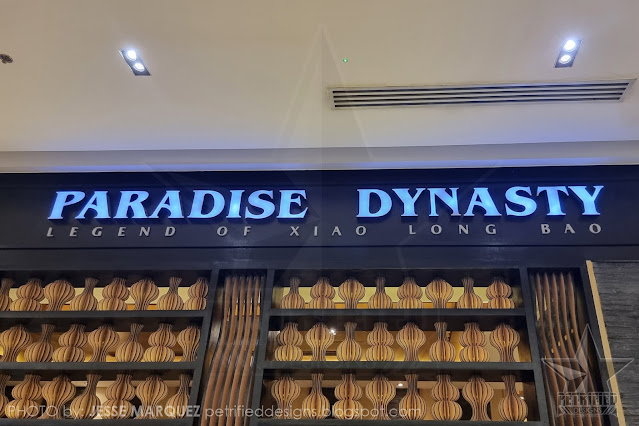 PARADISE DYNASTY
LEGEND OF XIAO LONG BAO
PHOTO by: JESSE MARQUEZ petrifieddesigns.blogspot.com